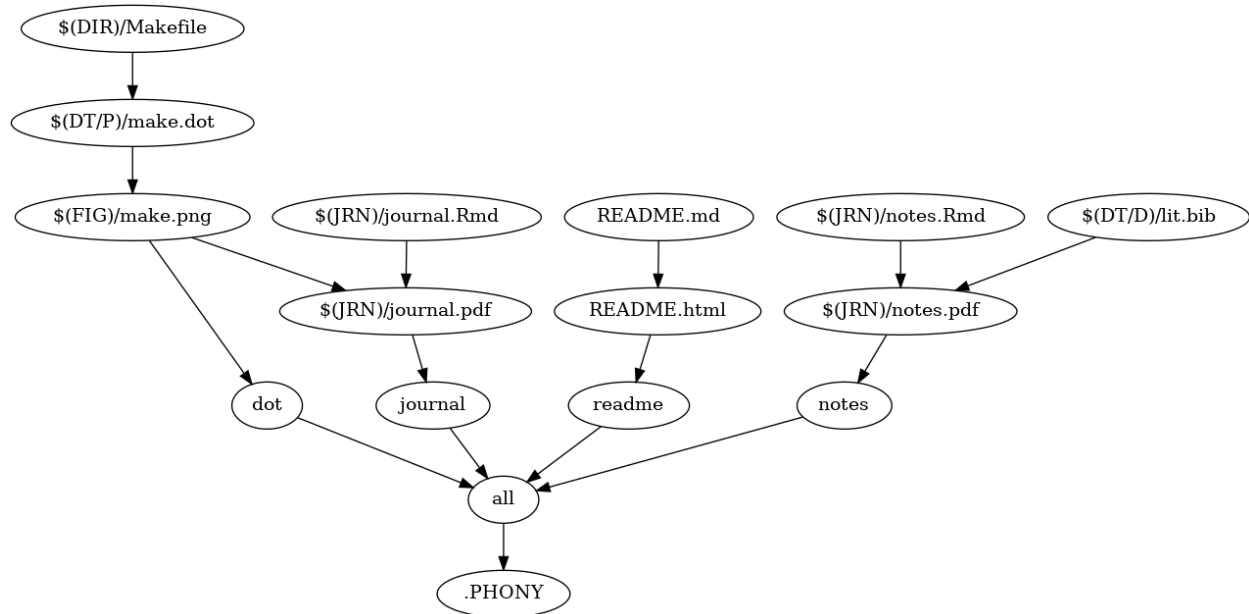 $(DIR)/Makefile
$(DT/P)/make.dot
$(FIG)/make.png
$(JRN)/journal.Rmd
README.md
$(JRN)/notes.Rmd
$(DT/D)/lit.bib
$(JRN)/journal.pdf
README.html
$(JRN)/notes.pdf
dot
journal
readme
notes
all
.PHONY